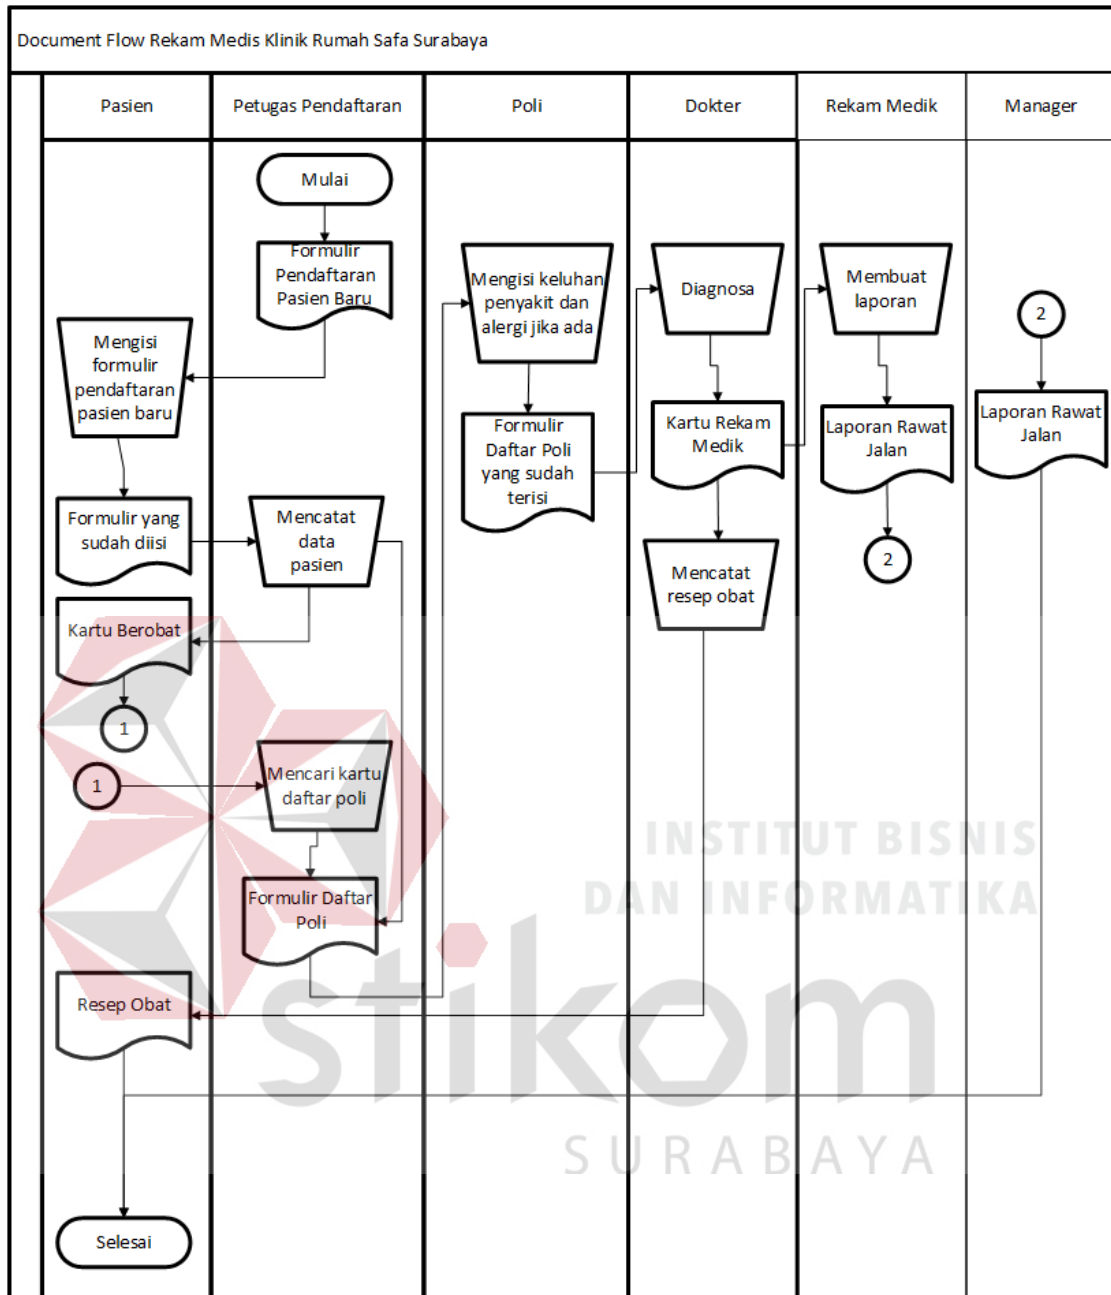 Document Flow Rekam Medis Klinik Rumah Safa Surabaya
Pasien
Petugas Pendaftaran
Poli
Dokter
Rekam Medik
Manager
Mulai
Formulir
Pendaftaran
Pasien Baru
Mengisi
formulir
pendaftaran
pasien baru
Formulir yang
sudah diisi
Mencatat
data
pasien
Kartu Berobat
1
1
Mencari kartu
daftar poli
Formulir Daftar
Poli
Mengisi keluhan
penyakit dan
alergi jika ada
Formulir
Daftar Poli
yang sudah
terisi
Diagnosa
Kartu Rekam
Medik
Mencatat
resep obat
Membuat
laporan
Laporan Rawat
Jalan
2
2
Laporan Rawat
Jalan
Resep Obat
Selesai
INSTITUT BISNIS
DAN INFORMATIKA
stikom
SURABAYA